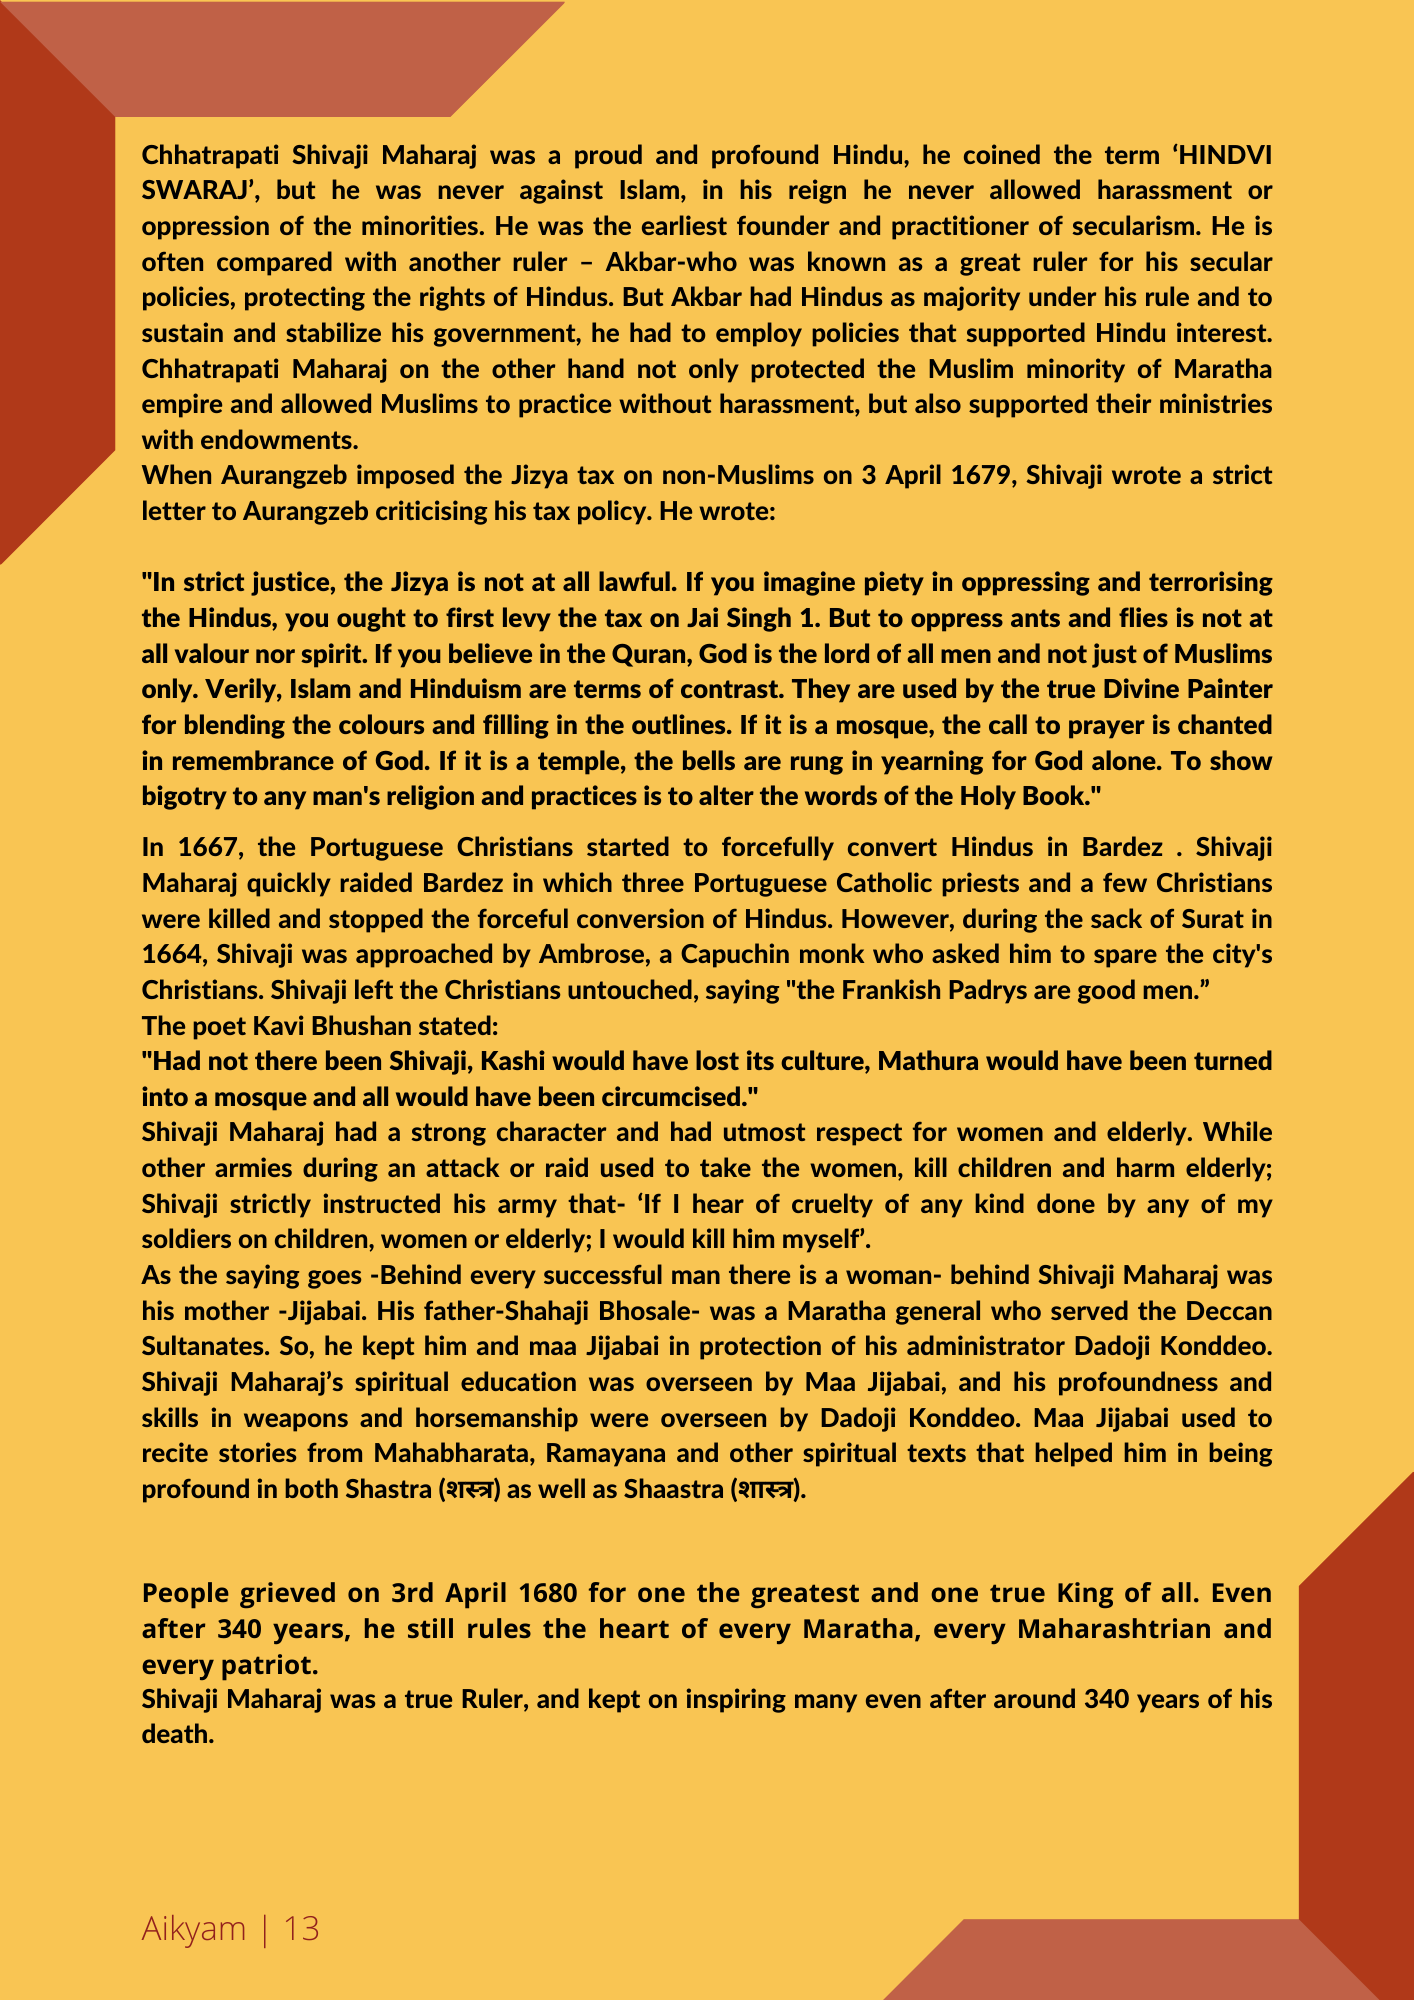 Chhatrapati Shivaji Maharaj was a proud and profound Hindu, he coined the term ‘HINDVI
SWARAJ’, but he was never against Islam, in his reign he never allowed harassment or
oppression of the minorities. He was the earliest founder and practitioner of secularism. He is
often compared with another ruler – Akbar-who was known as a great ruler for his secular
policies, protecting the rights of Hindus. But Akbar had Hindus as majority under his rule and to
sustain and stabilize his government, he had to employ policies that supported Hindu interest.
Chhatrapati Maharaj on the other hand not only protected the Muslim minority of Maratha
empire and allowed Muslims to practice without harassment, but also supported their ministries
with endowments.
When Aurangzeb imposed the Jizya tax on non-Muslims on 3 April 1679, Shivaji wrote a strict
letter to Aurangzeb criticising his tax policy. He wrote:
"In strict justice, the Jizya is not at all lawful. If you imagine piety in oppressing and terrorising
the Hindus, you ought to first levy the tax on Jai Singh 1. But to oppress ants and flies is not at
all valour nor spirit. If you believe in the Quran, God is the lord of all men and not just of Muslims
only. Verily, Islam and Hinduism are terms of contrast. They are used by the true Divine Painter
for blending the colours and filling in the outlines. If it is a mosque, the call to prayer is chanted
in remembrance of God. If it is a temple, the bells are rung in yearning for God alone. To show
bigotry to any man's religion and practices is to alter the words of the Holy Book."
In 1667, the Portuguese Christians started to forcefully convert Hindus in Bardez . Shivaji
Maharaj quickly raided Bardez in which three Portuguese Catholic priests and a few Christians
were killed and stopped the forceful conversion of Hindus. However, during the sack of Surat in
1664, Shivaji was approached by Ambrose, a Capuchin monk who asked him to spare the city's
Christians. Shivaji left the Christians untouched, saying "the Frankish Padrys are good men.”
The poet Kavi Bhushan stated:
"Had not there been Shivaji, Kashi would have lost its culture, Mathura would have been turned
into a mosque and all would have been circumcised."
Shivaji Maharaj had a strong character and had utmost respect for women and elderly. While
other armies during an attack or raid used to take the women, kill children and harm elderly;
Shivaji strictly instructed his army that- ‘If I hear of cruelty of any kind done by any of my
soldiers on children, women or elderly; I would kill him myself’.
As the saying goes -Behind every successful man there is a woman- behind Shivaji Maharaj was
his mother -Jijabai. His father-Shahaji Bhosale- was a Maratha general who served the Deccan
Sultanates. So, he kept him and maa Jijabai in protection of his administrator Dadoji Konddeo.
Shivaji Maharaj’s spiritual education was overseen by Maa Jijabai, and his profoundness and
skills in weapons and horsemanship were overseen by Dadoji Konddeo. Maa Jijabai used to
recite stories from Mahabharata, Ramayana and other spiritual texts that helped him in being
profound in both Shastra (शस्त्र) as well as Shaastra (शास्त्र).
People grieved on 3rd April 1680 for one the greatest and one true King of all. Even
after 340 years, he still rules the heart of every Maratha, every Maharashtrian and
every patriot.
Shivaji Maharaj was a true Ruler, and kept on inspiring many even after around 340 years of his
death.
Aikyam | 13